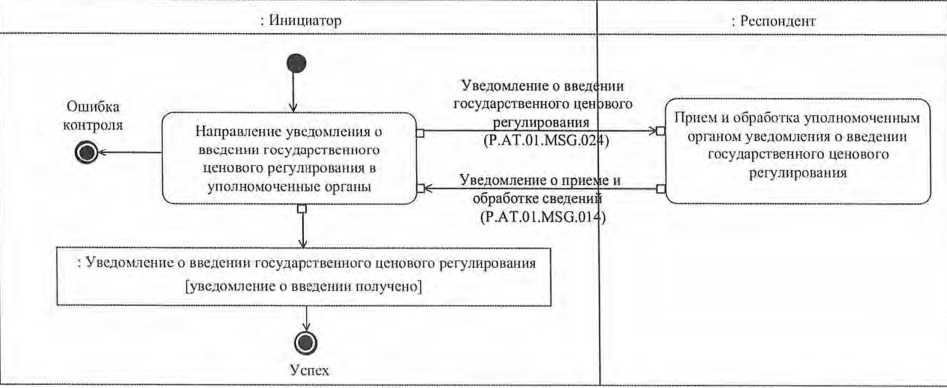 : Инициатор
: Респондент
Ошибка
контроля
Направление уведомления о
введении государственного
ценового регулирования в
уполномоченные органы
Уведомление о введении
государственного ценового
регулирования
(P.AT.01.MSG.024)
Прием и обработка уполномоченным
органом уведомления о введении
государственного ценового
регулирования
Уведомление о приеме и
обработке сведений
(P.AT.01.MSG.014)
: Уведомление о введении государственного ценового регулирования
[уведомление о введении получено]
Успех